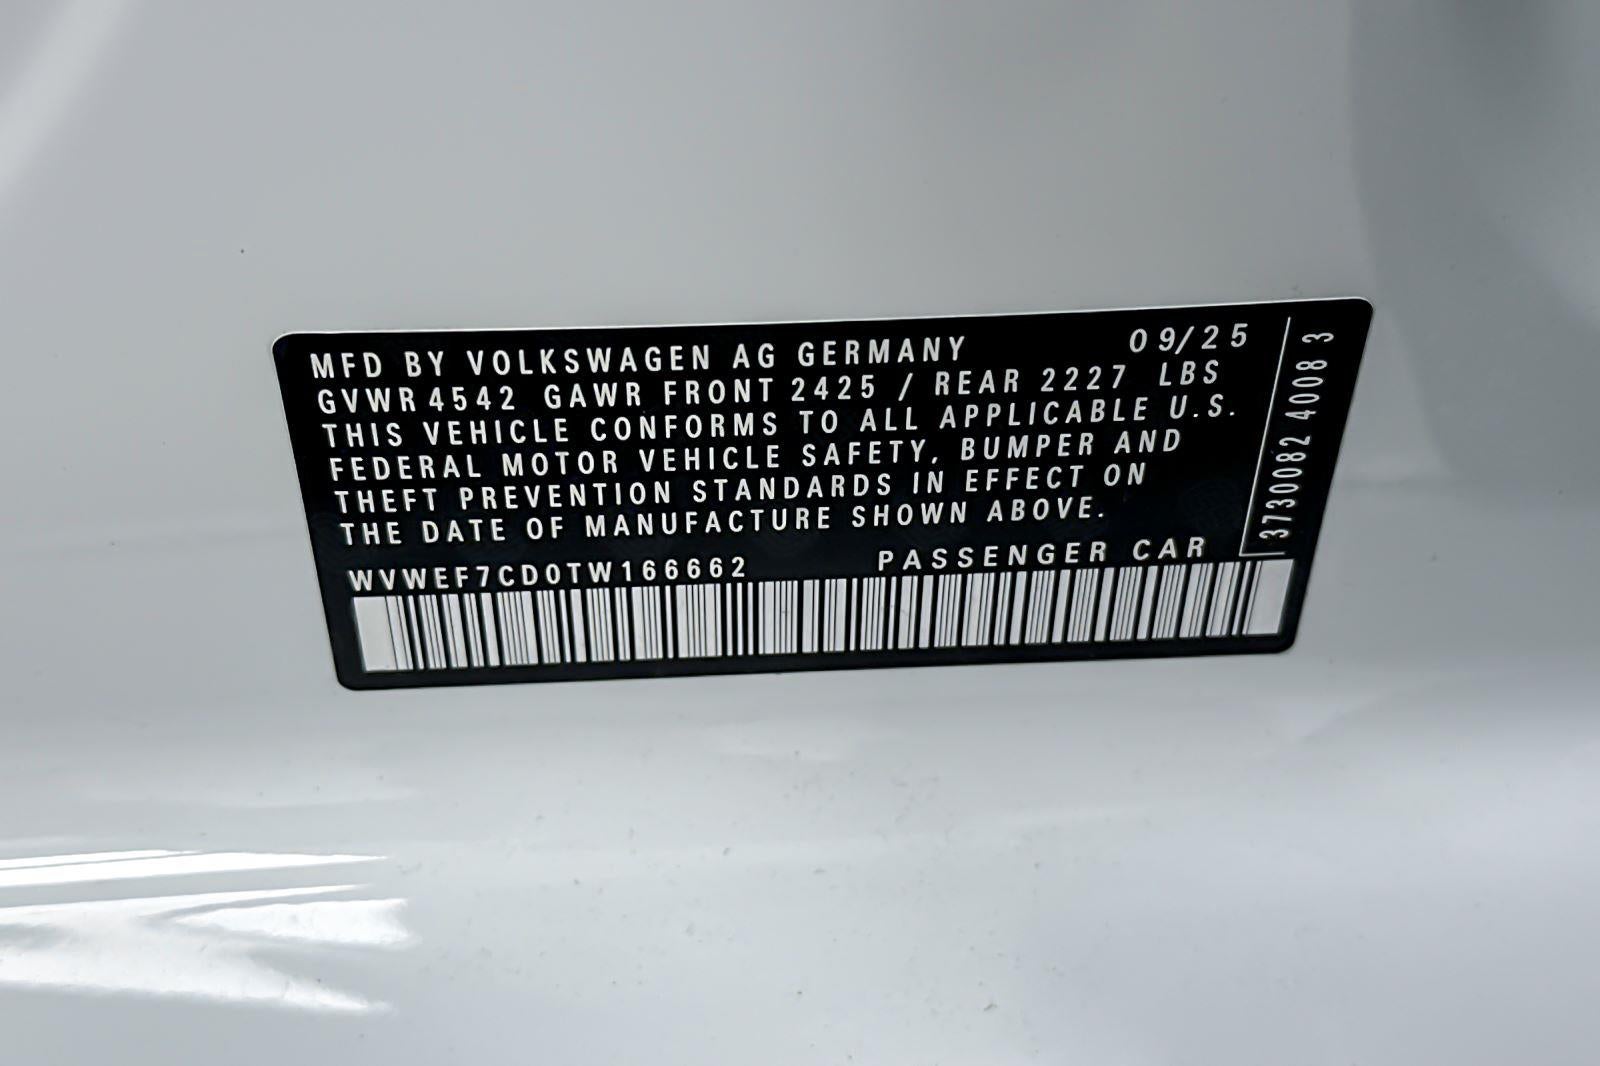 MFD BY VOLKSWAGEN AG GERMANY 09/25
GVWR 4542 GAWR FRONT 2425 / REAR 2227 LBS
THIS VEHICLE CONFORMS TO ALL APPLICABLE U.S.
FEDERAL MOTOR VEHICLE SAFETY, BUMPER AND
THEFT PREVENTION STANDARDS IN EFFECT ON
THE DATE OF MANUFACTURE SHOWN ABOVE.
WVWEF7CD0TW166662 PASSENGER CAR
3730082 4008 3